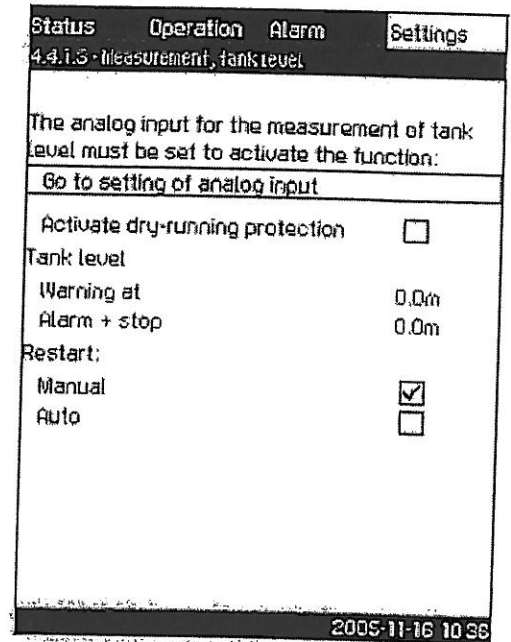 Status Operation Alarm Settings
4.4.1.3 - Measurement, tank level
The analog input for the measurement of tank
level must be set to activate the function:
Go to setting of analog input
Activate dry-running protection
Tank level
Warning at 0.0m
Alarm + stop 0.0m
Restart:
Manual
Auto
2005-11-16 10:38